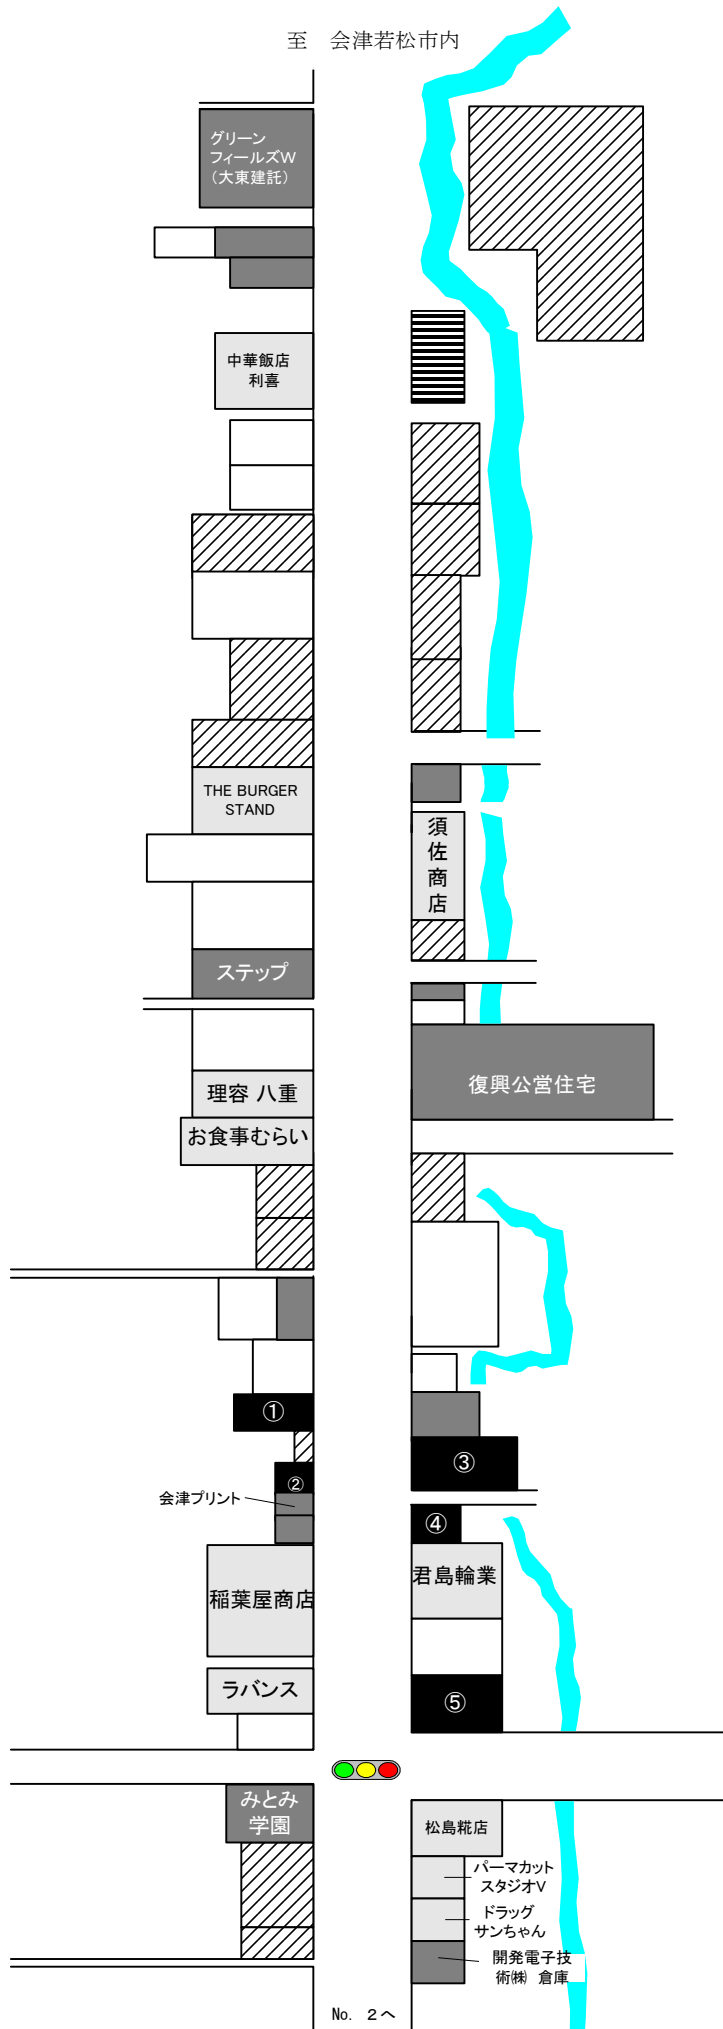 至　会津若松市内
グリーン
フィールズW
（大東建託）
中華飯店
利喜
THE BURGER
STAND
須
佐
商
店
ステップ
復興公営住宅
理容 八重
お食事むらい
①
③
②
会津プリント
④
君島輪業
稲葉屋商店
ラバンス
⑤
みとみ
学園
松島糀店
パーマカット
スタジオV
ドラッグ
サンちゃん
開発電子技
術㈱ 倉庫
No. 2へ